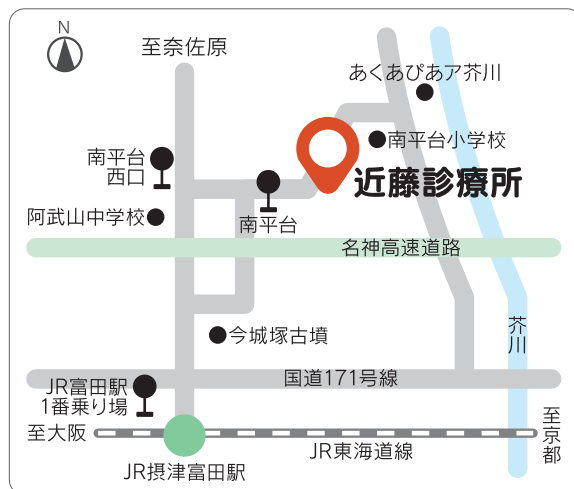 N
至奈佐原
あくあぴあア芥川
南平台小学校
南平台
西口
近藤診療所
阿武山中学校
南平台
名神高速道路
今城塚古墳
芥川
国道171号線
JR富田駅
1番乗り場
至大阪
JR東海道線
至京都
JR摂津富田駅